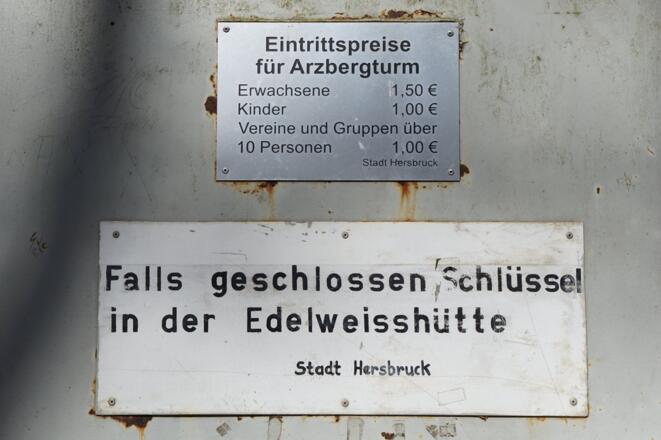 Eintrittspreise
für Arzbergturm
Erwachsene 1,50 €
Kinder 1,00 €
Vereine und Gruppen über
10 Personen 1,00 €
Stadt Hersbruck
Falls geschlossen Schlüssel
in der Edelweisshütte
Stadt Hersbruck